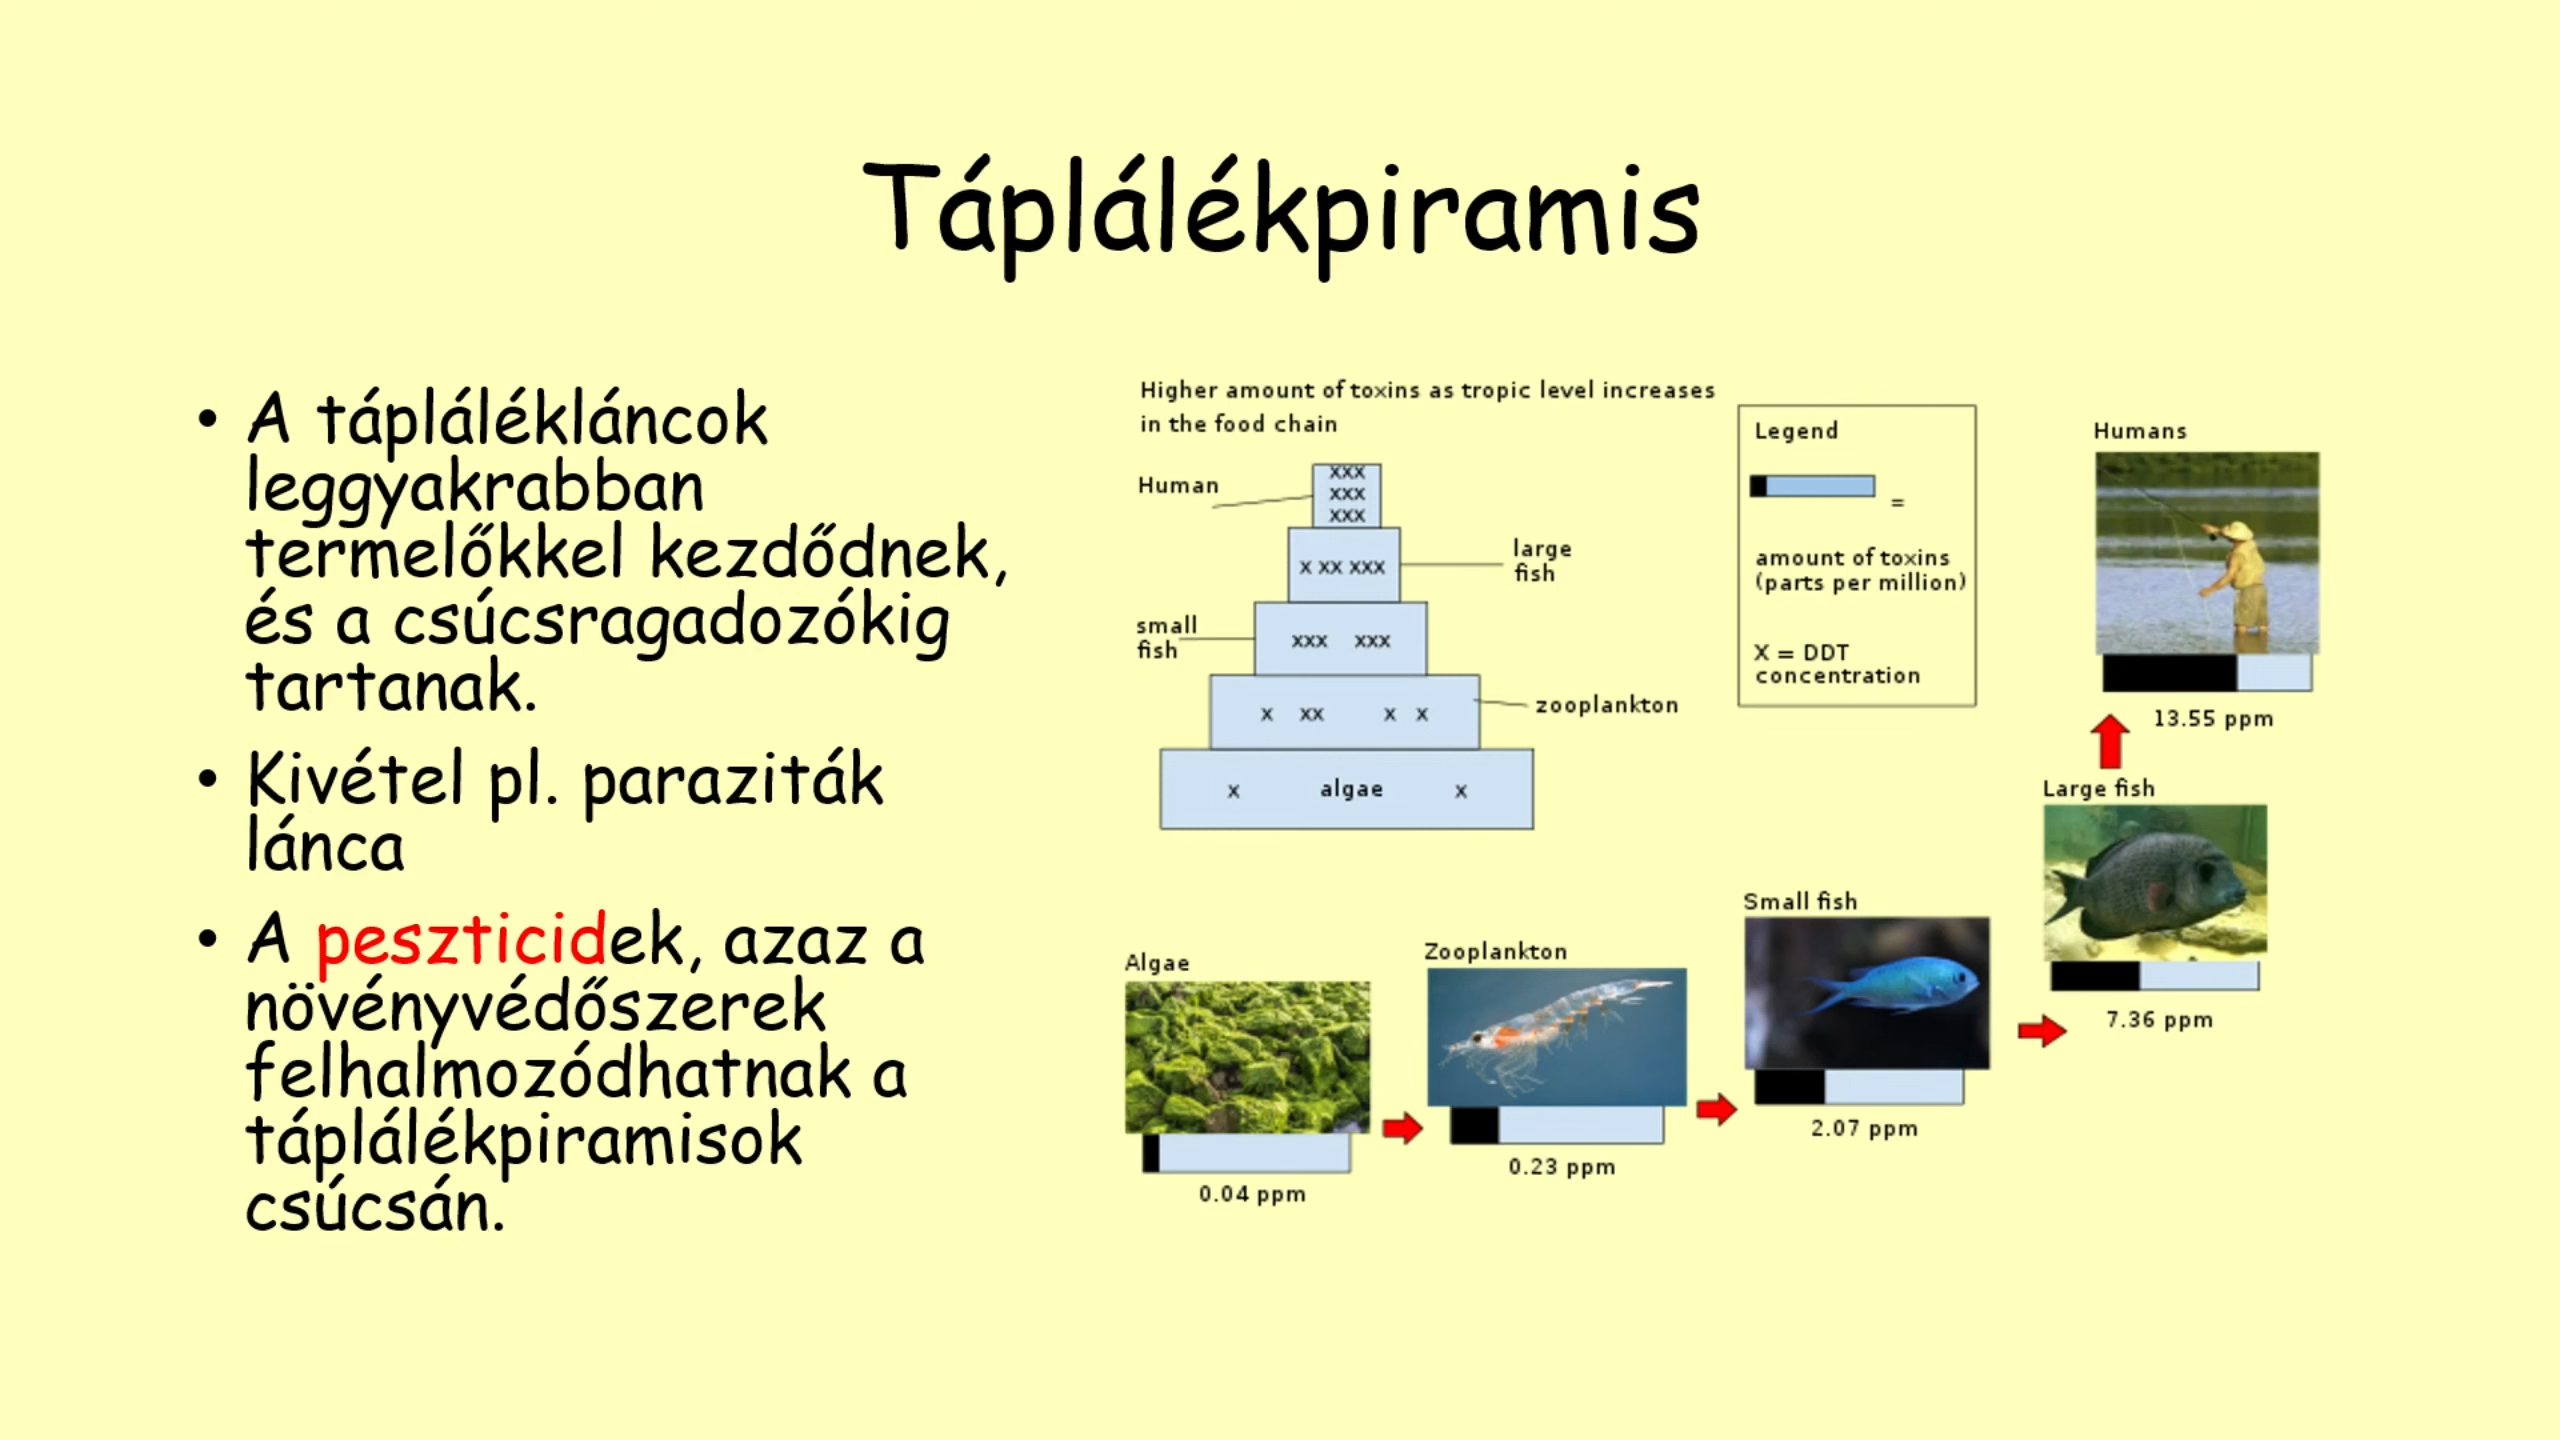 Táplálékpiramis
• A táplálékláncok
leggyakrabban
termelőkkel kezdődnek,
és a csúcsragadozókig
tartanak.
• Kivétel pl. paraziták
lánca
• A peszticidek, azaz a
növényvédőszerek
felhalmozódhatnak a
táplálékpiramisok
csúcsán.
Higher amount of toxins as tropic level increases
in the food chain
Human
XXX
XXX
XXX
x xx xxx
large
fish
small
fish
xxx xxx
x xx x x
zooplankton
x algae x
Legend
=
amount of toxins
(parts per million)
X = DDT
concentration
Humans
13.55 ppm
Large fish
7.36 ppm
Small fish
2.07 ppm
Zooplankton
0.23 ppm
Algae
0.04 ppm